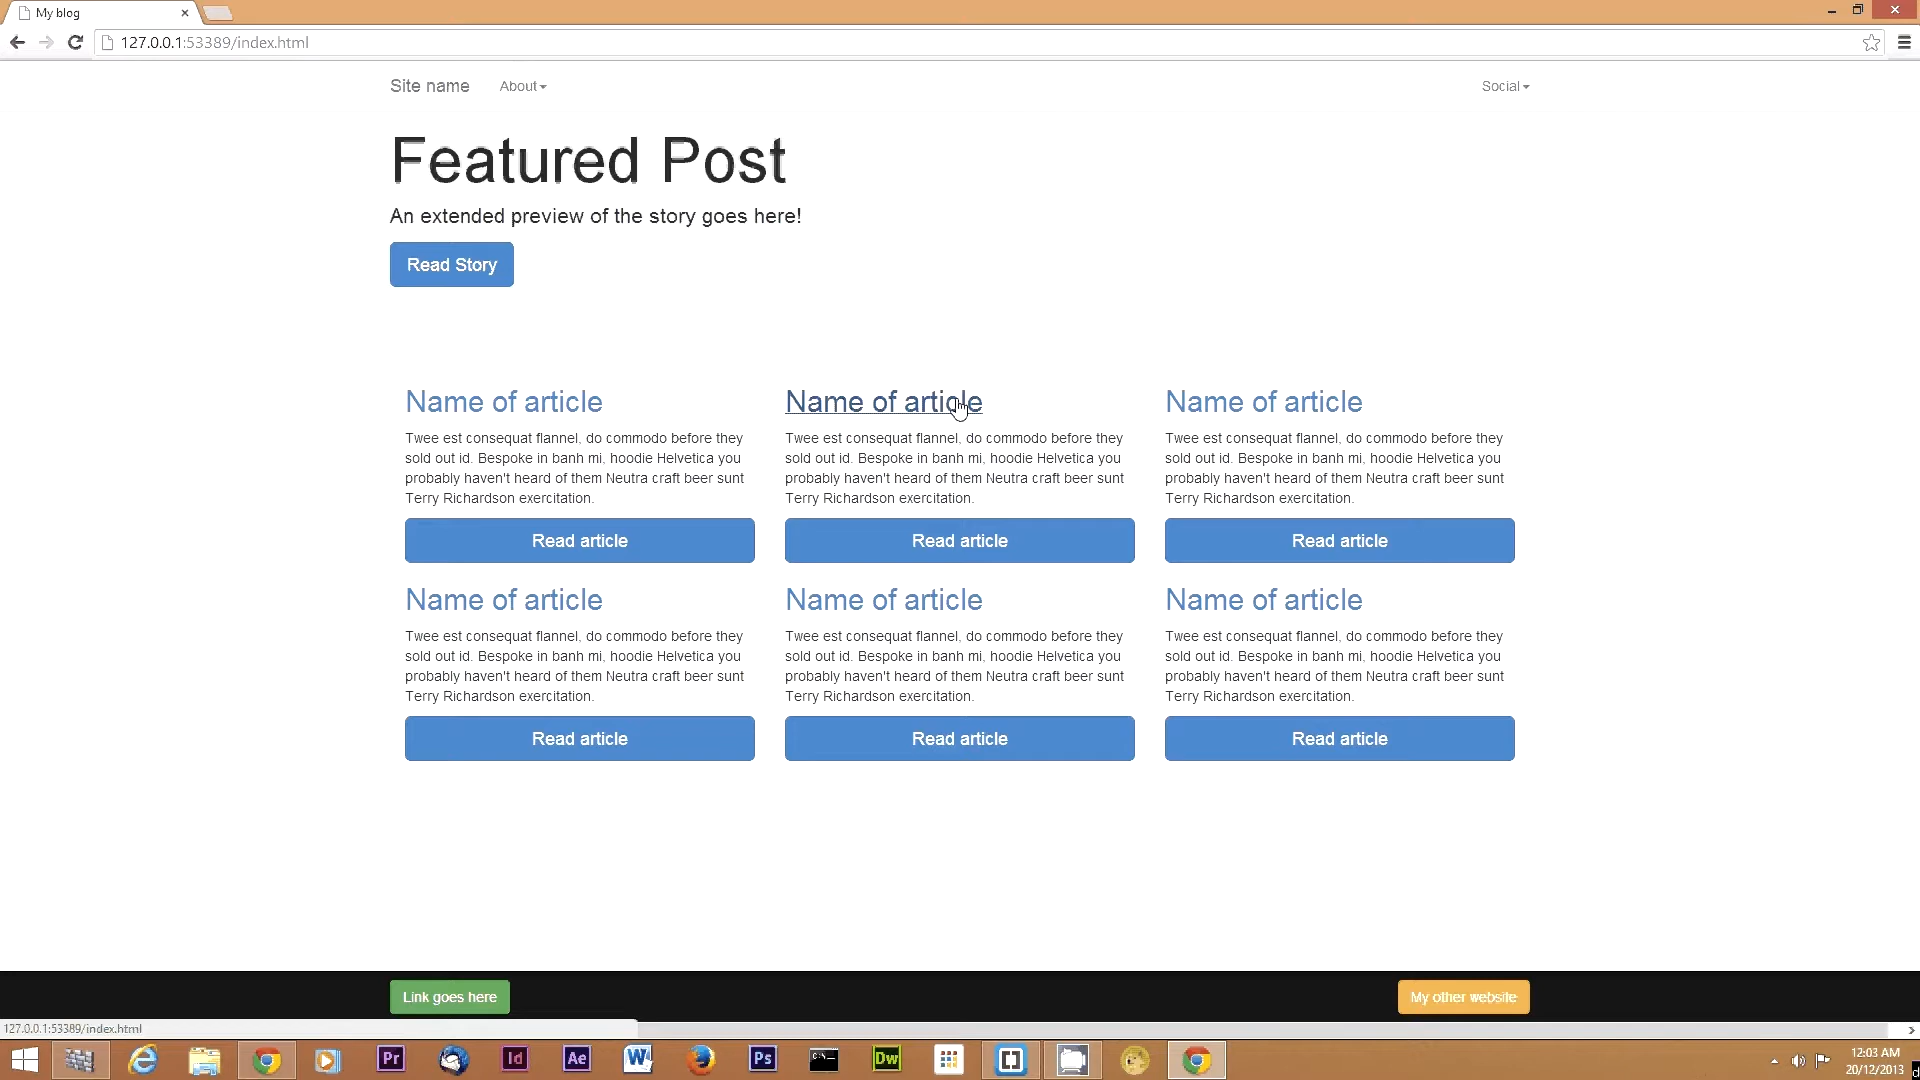 My blog
127.0.0.1:53389/index.html
Site name About Social
Featured Post
An extended preview of the story goes here!
Read Story
Name of article Name of article Name of article
Twee est consequat flannel, do commodo before they Twee est consequat flannel, do commodo before they Twee est consequat flannel, do commodo before they
sold out id. Bespoke in banh mi, hoodie Helvetica you sold out id. Bespoke in banh mi, hoodie Helvetica you sold out id. Bespoke in banh mi, hoodie Helvetica you
probably haven't heard of them Neutra craft beer sunt probably haven't heard of them Neutra craft beer sunt probably haven't heard of them Neutra craft beer sunt
Terry Richardson exercitation. Terry Richardson exercitation. Terry Richardson exercitation.
Read article Read article Read article
Name of article Name of article Name of article
Twee est consequat flannel, do commodo before they Twee est consequat flannel, do commodo before they Twee est consequat flannel, do commodo before they
sold out id. Bespoke in banh mi, hoodie Helvetica you sold out id. Bespoke in banh mi, hoodie Helvetica you sold out id. Bespoke in banh mi, hoodie Helvetica you
probably haven't heard of them Neutra craft beer sunt probably haven't heard of them Neutra craft beer sunt probably haven't heard of them Neutra craft beer sunt
Terry Richardson exercitation. Terry Richardson exercitation. Terry Richardson exercitation.
Read article Read article Read article
Link goes here My other website
127.0.0.1:53389/index.html
Pr Id Ae W Ps C:\ Dw 12:03 AM
20/12/2013